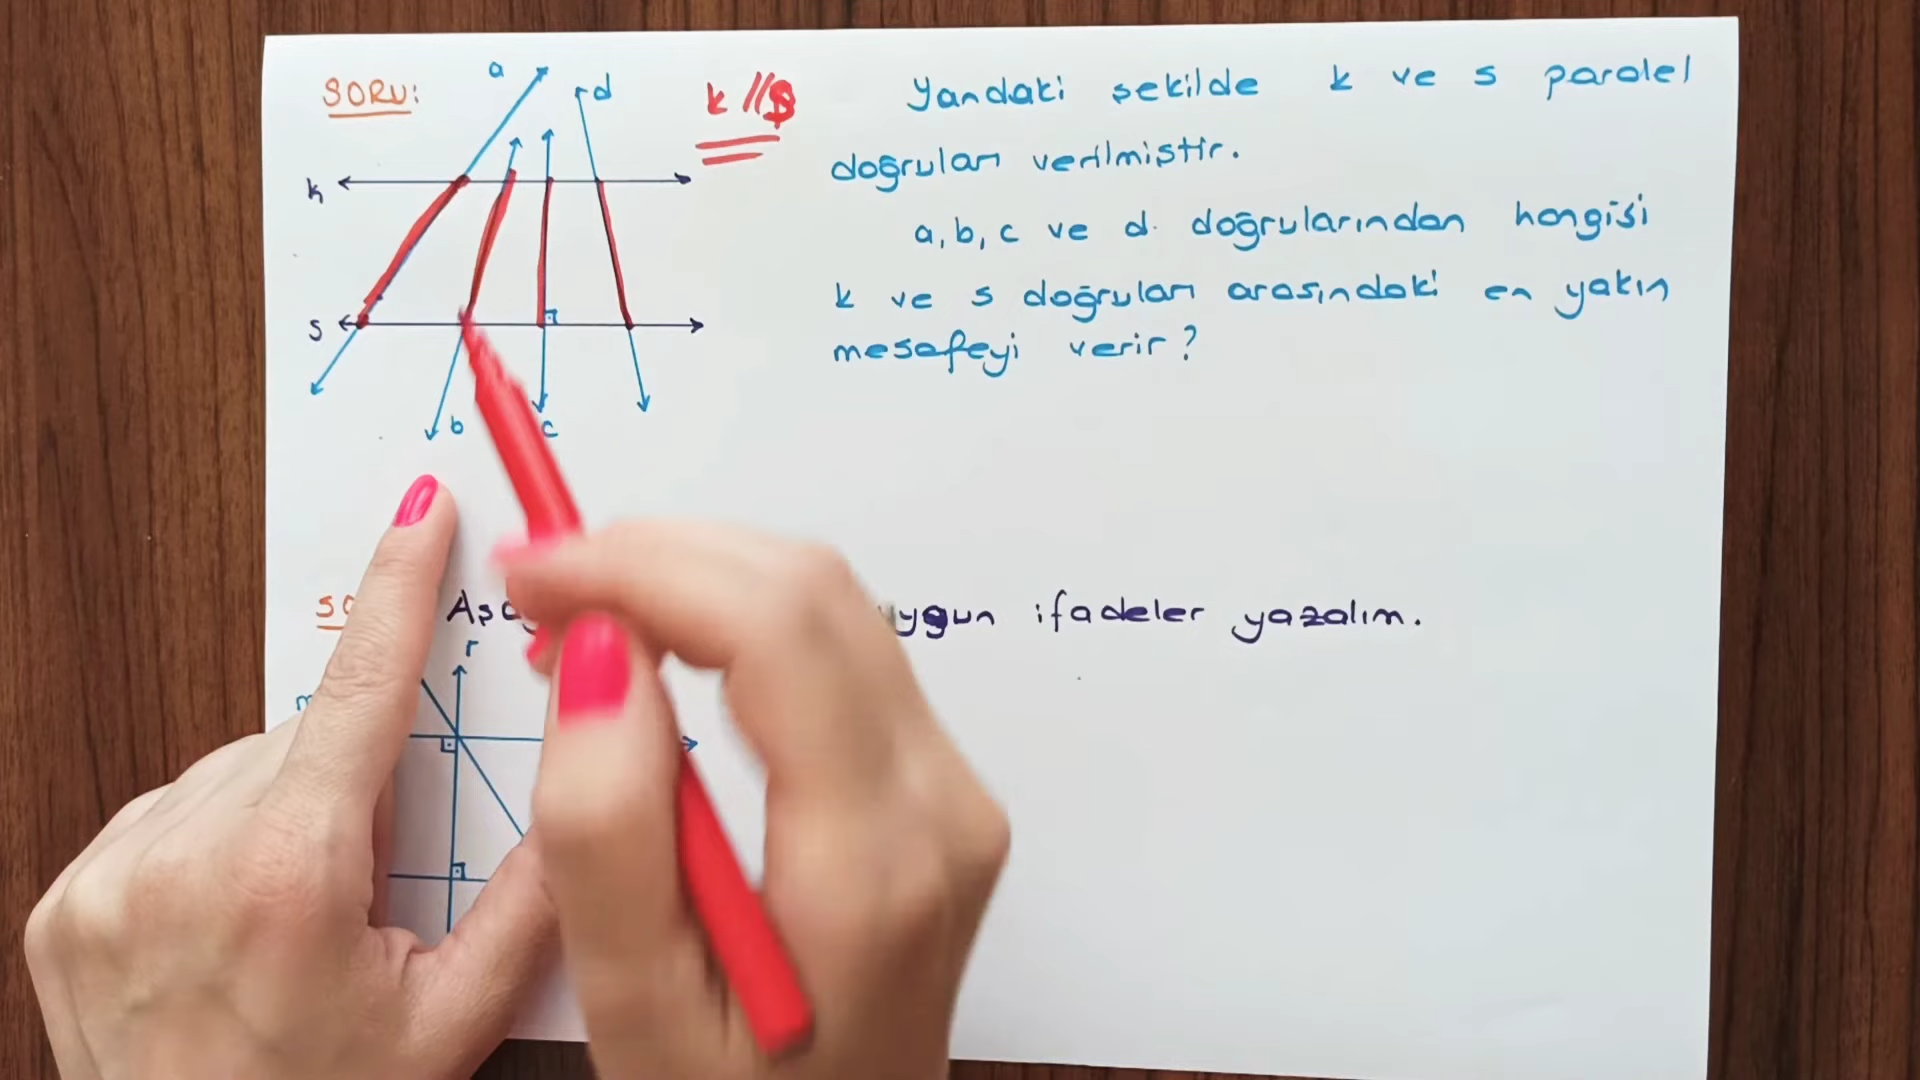 SORU:
a
d
k // s
k
s
b
c
Yandaki şekilde k ve s paralel
doğruları verilmiştir.
a, b, c ve d doğrularından hangisi
k ve s doğruları arasındaki en yakın
mesafeyi verir?
uygun ifadeler yazalım.
r
m